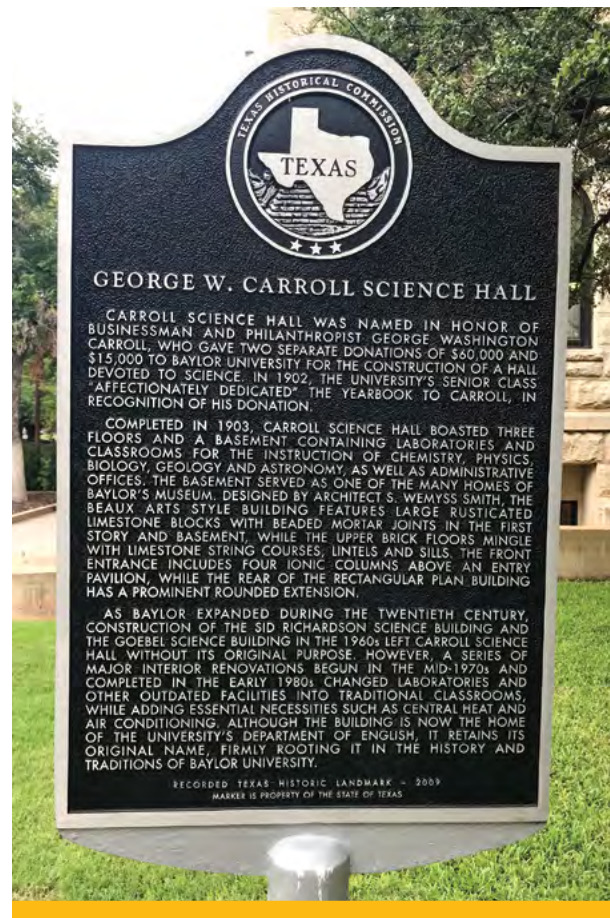 TEXAS HISTORICAL COMMISSION
TEXAS
GEORGE W. CARROLL SCIENCE HALL
CARROLL SCIENCE HALL WAS NAMED IN HONOR OF
BUSINESSMAN AND PHILANTHROPIST GEORGE WASHINGTON
CARROLL, WHO GAVE TWO SEPARATE DONATIONS OF $60,000 AND
$15,000 TO BAYLOR UNIVERSITY FOR THE CONSTRUCTION OF A HALL
DEVOTED TO SCIENCE. IN 1902, THE UNIVERSITY'S SENIOR CLASS
"AFFECTIONATELY DEDICATED" THE YEARBOOK TO CARROLL, IN
RECOGNITION OF HIS DONATION.
COMPLETED IN 1903, CARROLL SCIENCE HALL BOASTED THREE
FLOORS AND A BASEMENT CONTAINING LABORATORIES AND
CLASSROOMS FOR THE INSTRUCTION OF CHEMISTRY, PHYSICS,
BIOLOGY, GEOLOGY AND ASTRONOMY, AS WELL AS ADMINISTRATIVE
OFFICES. THE BASEMENT SERVED AS ONE OF THE MANY HOMES OF
BAYLOR'S MUSEUM. DESIGNED BY ARCHITECT S. WEMYSS SMITH, THE
BEAUX ARTS STYLE BUILDING FEATURES LARGE RUSTICATED
LIMESTONE BLOCKS WITH BEADED MORTAR JOINTS IN THE FIRST
STORY AND BASEMENT, WHILE THE UPPER BRICK FLOORS MINGLE
WITH LIMESTONE STRING COURSES, LINTELS AND SILLS. THE FRONT
ENTRANCE INCLUDES FOUR IONIC COLUMNS ABOVE AN ENTRY
PAVILION, WHILE THE REAR OF THE RECTANGULAR PLAN BUILDING
HAS A PROMINENT ROUNDED EXTENSION.
AS BAYLOR EXPANDED DURING THE TWENTIETH CENTURY,
CONSTRUCTION OF THE SID RICHARDSON SCIENCE BUILDING AND
THE GOEBEL SCIENCE BUILDING IN THE 1960s LEFT CARROLL SCIENCE
HALL WITHOUT ITS ORIGINAL PURPOSE. HOWEVER, A SERIES OF
MAJOR INTERIOR RENOVATIONS BEGUN IN THE MID-1970s AND
COMPLETED IN THE EARLY 1980s CHANGED LABORATORIES AND
OTHER OUTDATED FACILITIES INTO TRADITIONAL CLASSROOMS,
WHILE ADDING ESSENTIAL NECESSITIES SUCH AS CENTRAL HEAT AND
AIR CONDITIONING. ALTHOUGH THE BUILDING IS NOW THE HOME
OF THE UNIVERSITY'S DEPARTMENT OF ENGLISH, IT RETAINS ITS
ORIGINAL NAME, FIRMLY ROOTING IT IN THE HISTORY AND
TRADITIONS OF BAYLOR UNIVERSITY.
RECORDED TEXAS HISTORIC LANDMARK – 2009
MARKER IS PROPERTY OF THE STATE OF TEXAS